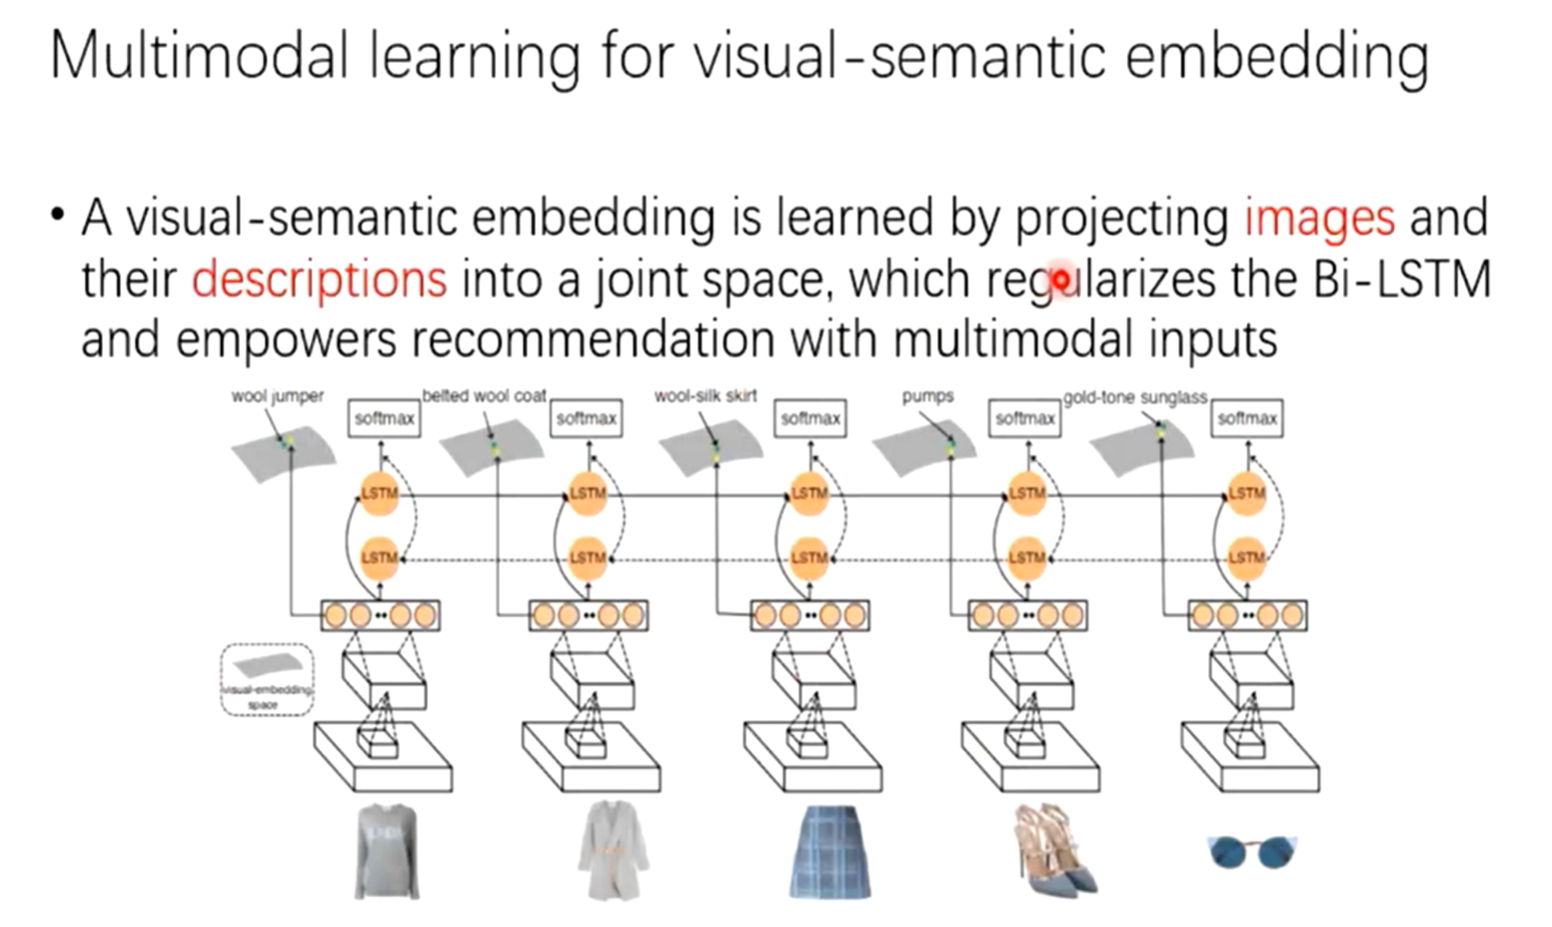 Multimodal learning for visual-semantic embedding
• A visual-semantic embedding is learned by projecting images and
their descriptions into a joint space, which regularizes the Bi-LSTM
and empowers recommendation with multimodal inputs
wool jumper
belted wool coat
wool-silk skirt
pumps
gold-tone sunglass
softmax
softmax
softmax
softmax
softmax
LSTM
LSTM
LSTM
LSTM
LSTM
LSTM
LSTM
LSTM
LSTM
LSTM
visual-embedding
space